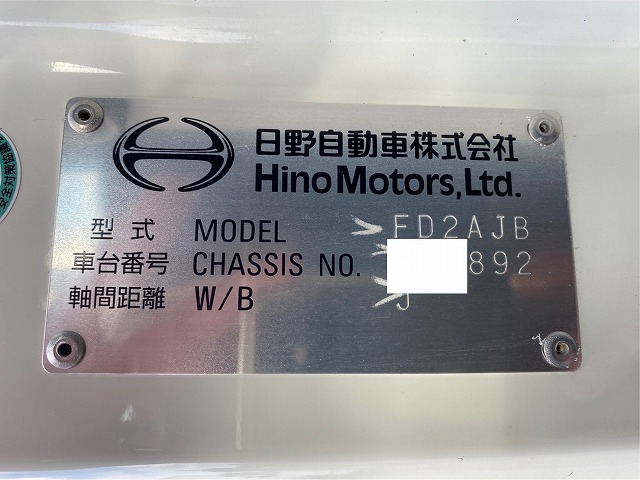 日野自動車株式会社
Hino Motors, Ltd.
型式 MODEL FD2AJB
車台番号 CHASSIS NO. 892
軸間距離 W/B J